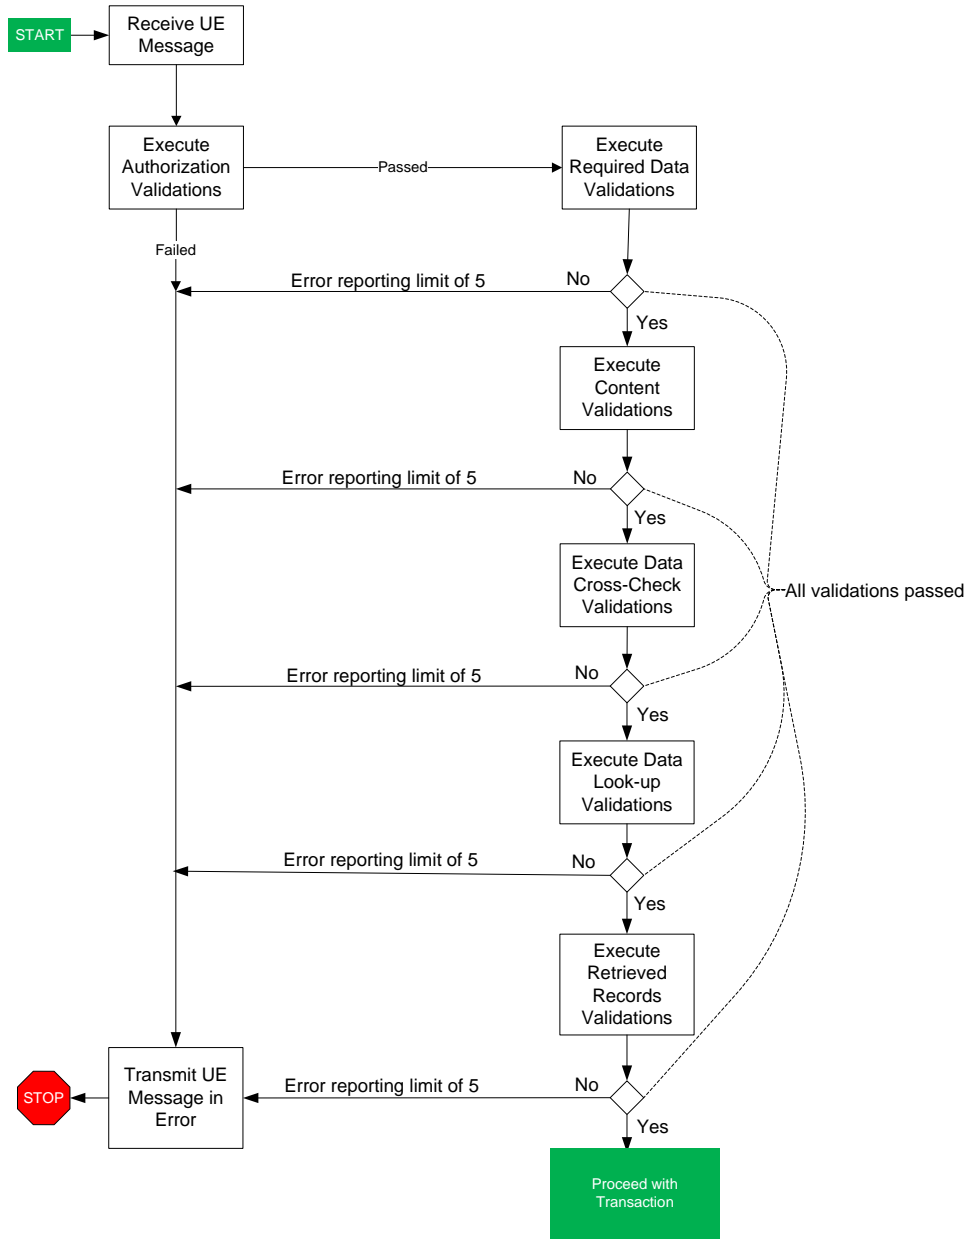 START
Receive UE
Message
Execute
Authorization
Validations
Passed
Execute
Required Data
Validations
Failed
Error reporting limit of 5
No
Yes
Execute
Content
Validations
Error reporting limit of 5
No
Yes
Execute Data
Cross-Check
Validations
All validations passed
Error reporting limit of 5
No
Yes
Execute Data
Look-up
Validations
Error reporting limit of 5
No
Yes
Execute
Retrieved
Records
Validations
STOP
Transmit UE
Message in
Error
Error reporting limit of 5
No
Yes
Proceed with
Transaction